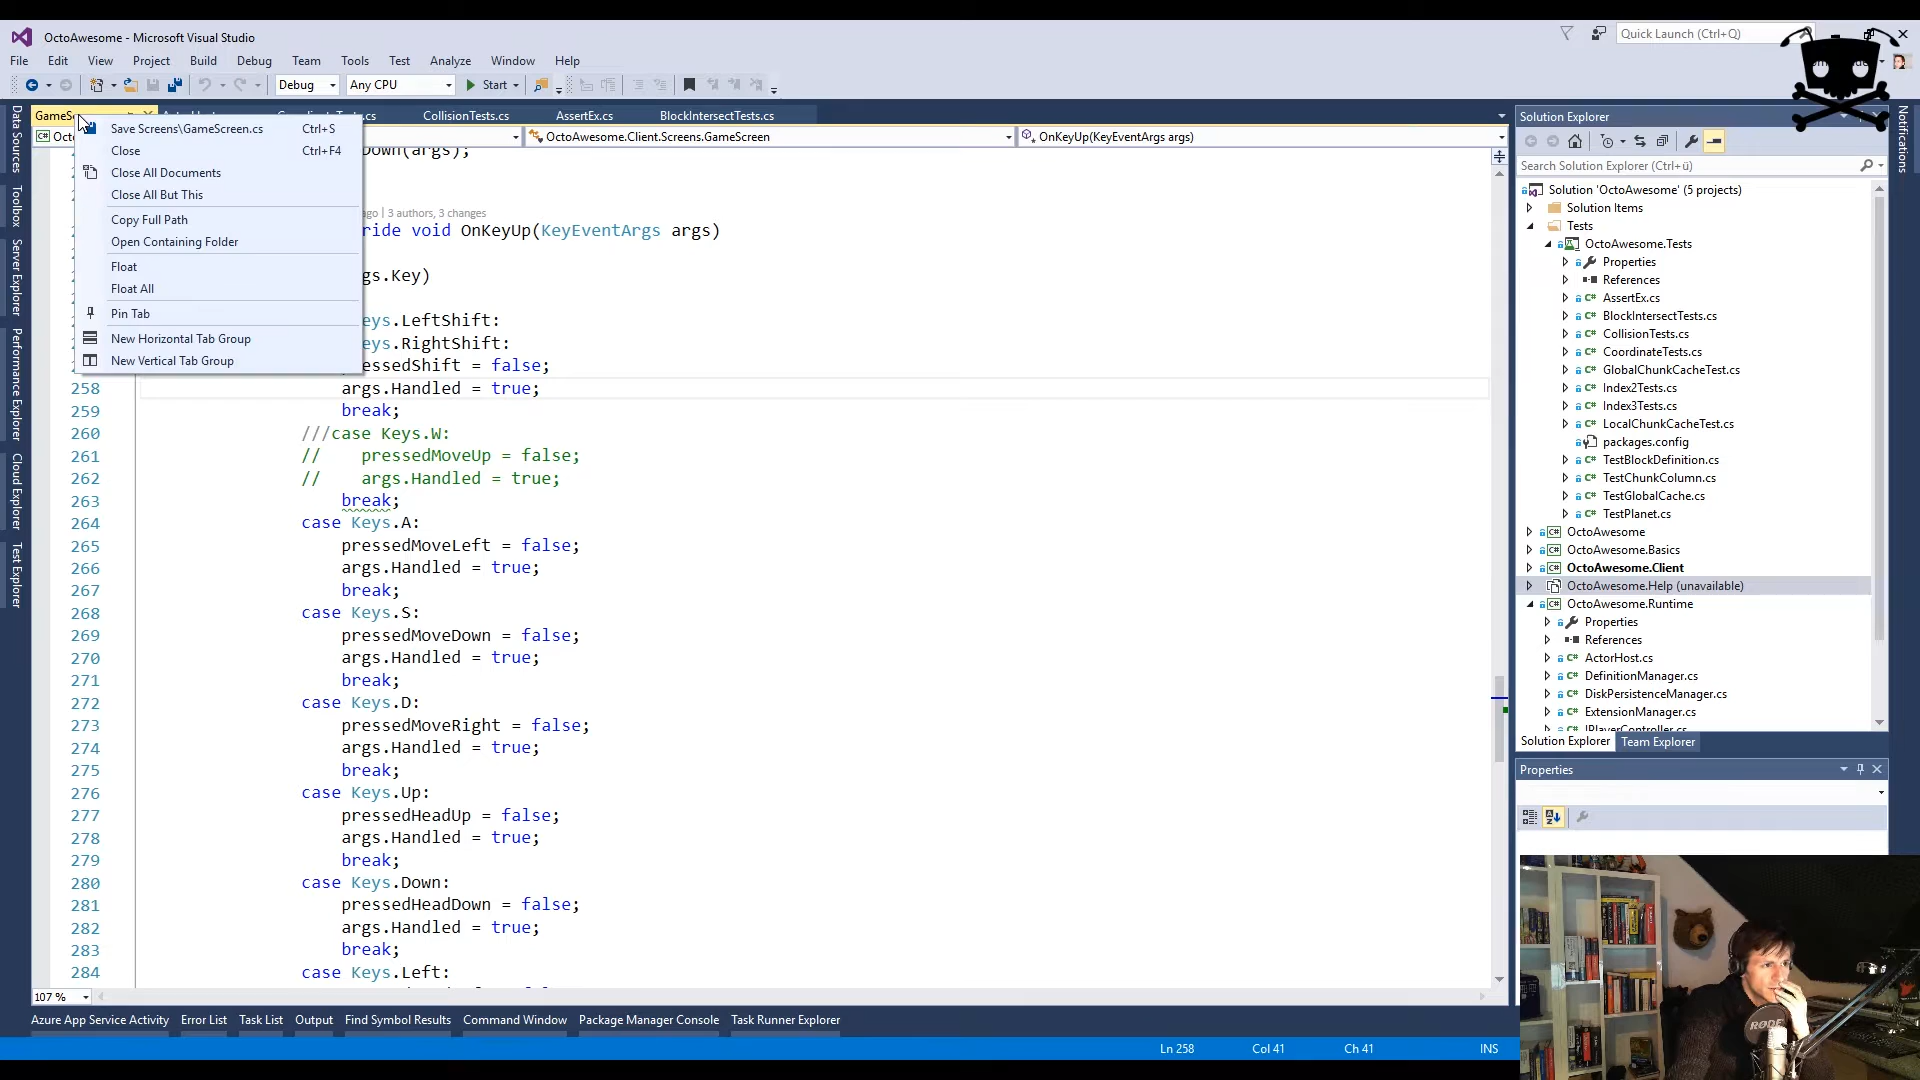 OctoAwesome - Microsoft Visual Studio
Quick Launch (Ctrl+Q)
File Edit View Project Build Debug Team Tools Test Analyze Window Help
Debug Any CPU Start
CollisionTests.cs AssertEx.cs BlockIntersectTests.cs
OctoAwesome.Client.Screens.GameScreen OnKeyUp(KeyEventArgs args)
Save Screens\GameScreen.cs Ctrl+S
Close Ctrl+F4
Close All Documents
Close All But This
Copy Full Path
Open Containing Folder
Float
Float All
Pin Tab
New Horizontal Tab Group
New Vertical Tab Group
Down(args);
ago | 3 authors, 3 changes
ride void OnKeyUp(KeyEventArgs args)
gs.Key)
eys.LeftShift:
eys.RightShift:
essedShift = false;
258 args.Handled = true;
259 break;
260 ///case Keys.W:
261 // pressedMoveUp = false;
262 // args.Handled = true;
263 break;
264 case Keys.A:
265 pressedMoveLeft = false;
266 args.Handled = true;
267 break;
268 case Keys.S:
269 pressedMoveDown = false;
270 args.Handled = true;
271 break;
272 case Keys.D:
273 pressedMoveRight = false;
274 args.Handled = true;
275 break;
276 case Keys.Up:
277 pressedHeadUp = false;
278 args.Handled = true;
279 break;
280 case Keys.Down:
281 pressedHeadDown = false;
282 args.Handled = true;
283 break;
284 case Keys.Left:
107 %
Azure App Service Activity Error List Task List Output Find Symbol Results Command Window Package Manager Console Task Runner Explorer
Ln 258 Col 41 Ch 41 INS
Data Sources
Toolbox
Server Explorer
Performance Explorer
Cloud Explorer
Test Explorer
Notifications
Solution Explorer
Search Solution Explorer (Ctrl+ü)
Solution 'OctoAwesome' (5 projects)
Solution Items
Tests
OctoAwesome.Tests
Properties
References
AssertEx.cs
BlockIntersectTests.cs
CollisionTests.cs
CoordinateTests.cs
GlobalChunkCacheTest.cs
Index2Tests.cs
Index3Tests.cs
LocalChunkCacheTest.cs
packages.config
TestBlockDefinition.cs
TestChunkColumn.cs
TestGlobalCache.cs
TestPlanet.cs
OctoAwesome
OctoAwesome.Basics
OctoAwesome.Client
OctoAwesome.Help (unavailable)
OctoAwesome.Runtime
Properties
References
ActorHost.cs
DefinitionManager.cs
DiskPersistenceManager.cs
ExtensionManager.cs
IPlayerController.cs
Solution Explorer Team Explorer
Properties
RØDE